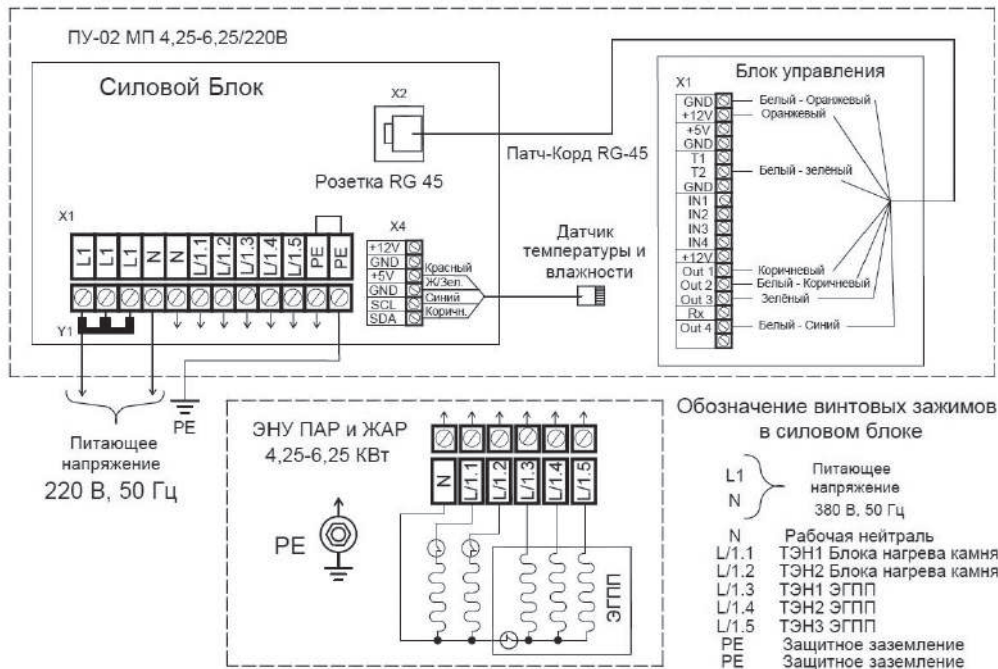 ПУ-02 МП 4,25-6,25/220В
Силовой Блок
X2
Розетка RG 45
Патч-Корд RG-45
X1
L1
L1
L1
N
N
L/1.1
L/1.2
L/1.3
L/1.4
L/1.5
PE
PE
Y1
X4
+12V
GND
+5V
GND
SCL
SDA
Красный
Ж/Зел.
Синий
Коричн.
Датчик
температуры и
влажности
Блок управления
X1
GND
+12V
+5V
GND
T1
T2
GND
IN1
IN2
IN3
IN4
+12V
Out 1
Out 2
Out 3
Rx
Out 4
Белый - Оранжевый
Оранжевый
Белый - зелёный
Коричневый
Белый - Коричневый
Зелёный
Белый - Синий
PE
Питающее
напряжение
220 В, 50 Гц
ЭНУ ПАР и ЖАР
4,25-6,25 КВт
PE
N
L/1.1
L/1.2
L/1.3
L/1.4
L/1.5
ЭГПП
Обозначение винтовых зажимов
в силовом блоке
L1
N
Питающее
напряжение
380 В, 50 Гц
N Рабочая нейтраль
L/1.1 ТЭН1 Блока нагрева камня
L/1.2 ТЭН2 Блока нагрева камня
L/1.3 ТЭН1 ЭГПП
L/1.4 ТЭН2 ЭГПП
L/1.5 ТЭН3 ЭГПП
PE Защитное заземление
PE Защитное заземление